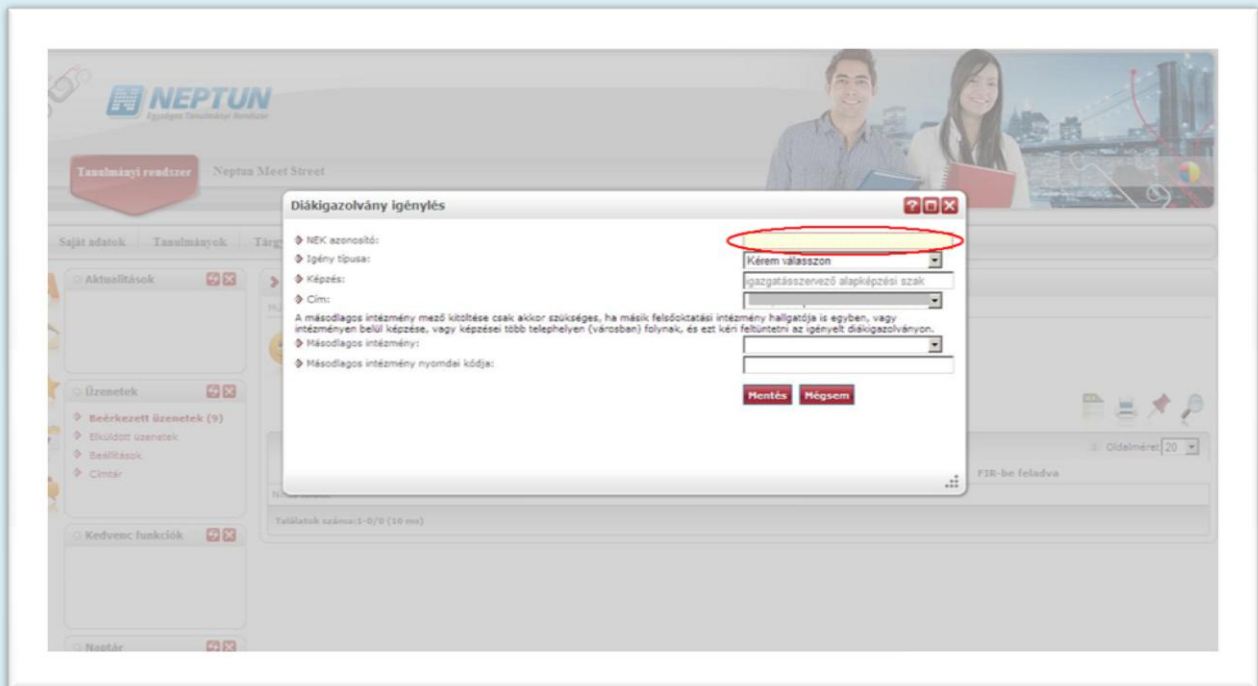 NEPTUN
Egységes Tanulmányi Rendszer
Tanulmányi rendszer Neptun Meet Street
Saját adatok Tanulmányok Tárg
Diákigazolvány igénylés
NEK azonosító:
Igény típusa: Kérem válasszon
Képzés: igazgatásszervező alapképzési szak
Cím:
A másodlagos intézmény mező kitöltése csak akkor szükséges, ha másik felsőoktatási intézmény hallgatója is egyben, vagy
intézményen belül képzése, vagy képzései több telephelyen (városban) folynak, és ezt kéri feltüntetni az igényelt diákigazolványon.
Másodlagos intézmény:
Másodlagos intézmény nyomdai kódja:
Mentés Mégsem
Aktualitások
Üzenetek
Beérkezett üzenetek (9)
Elküldött üzenetek
Beállítások
Címtár
Oldalméret 20
FIR-be feladva
Találatok száma:1-0/0 (16 ms)
Kedvenc funkciók
Naptár